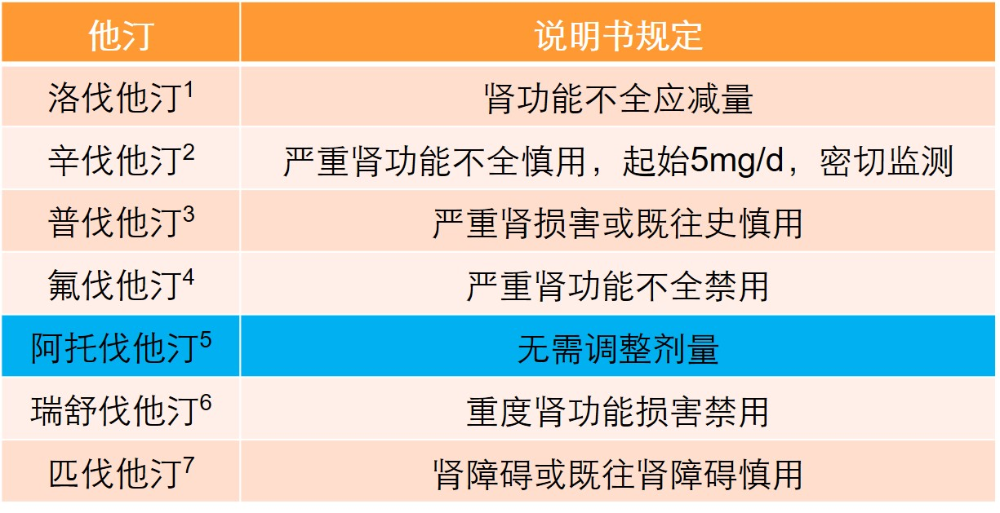 他汀 说明书规定
洛伐他汀1 肾功能不全应减量
辛伐他汀2 严重肾功能不全慎用，起始5mg/d，密切监测
普伐他汀3 严重肾损害或既往史慎用
氟伐他汀4 严重肾功能不全禁用
阿托伐他汀5 无需调整剂量
瑞舒伐他汀6 重度肾功能损害禁用
匹伐他汀7 肾障碍或既往肾障碍慎用